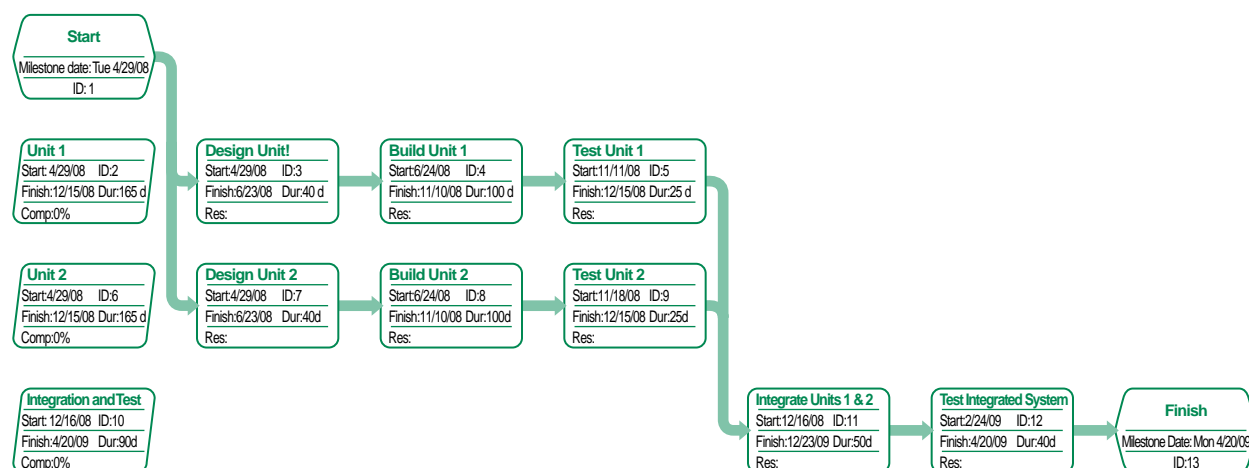 Start
Milestone date: Tue 4/29/08
ID: 1
Unit 1
Start: 4/29/08 ID:2
Finish:12/15/08 Dur:165 d
Comp:0%
Design Unit!
Start:4/29/08 ID:3
Finish:6/23/08 Dur:40 d
Res:
Build Unit 1
Start:6/24/08 ID:4
Finish:11/10/08 Dur:100 d
Res:
Test Unit 1
Start:11/11/08 ID:5
Finish:12/15/08 Dur:25 d
Res:
Unit 2
Start:4/29/08 ID:6
Finish:12/15/08 Dur:165 d
Comp:0%
Design Unit 2
Start:4/29/08 ID:7
Finish:6/23/08 Dur:40d
Res:
Build Unit 2
Start:6/24/08 ID:8
Finish:11/10/08 Dur:100d
Res:
Test Unit 2
Start:11/18/08 ID:9
Finish:12/15/08 Dur:25d
Res:
Integration and Test
Start: 12/16/08 ID:10
Finish:4/20/09 Dur:90d
Comp:0%
Integrate Units 1 & 2
Start:12/16/08 ID:11
Finish:12/23/09 Dur:50d
Res:
Test Integrated System
Start:2/24/09 ID:12
Finish:4/20/09 Dur:40d
Res:
Finish
Milestone Date: Mon 4/20/09
ID:13